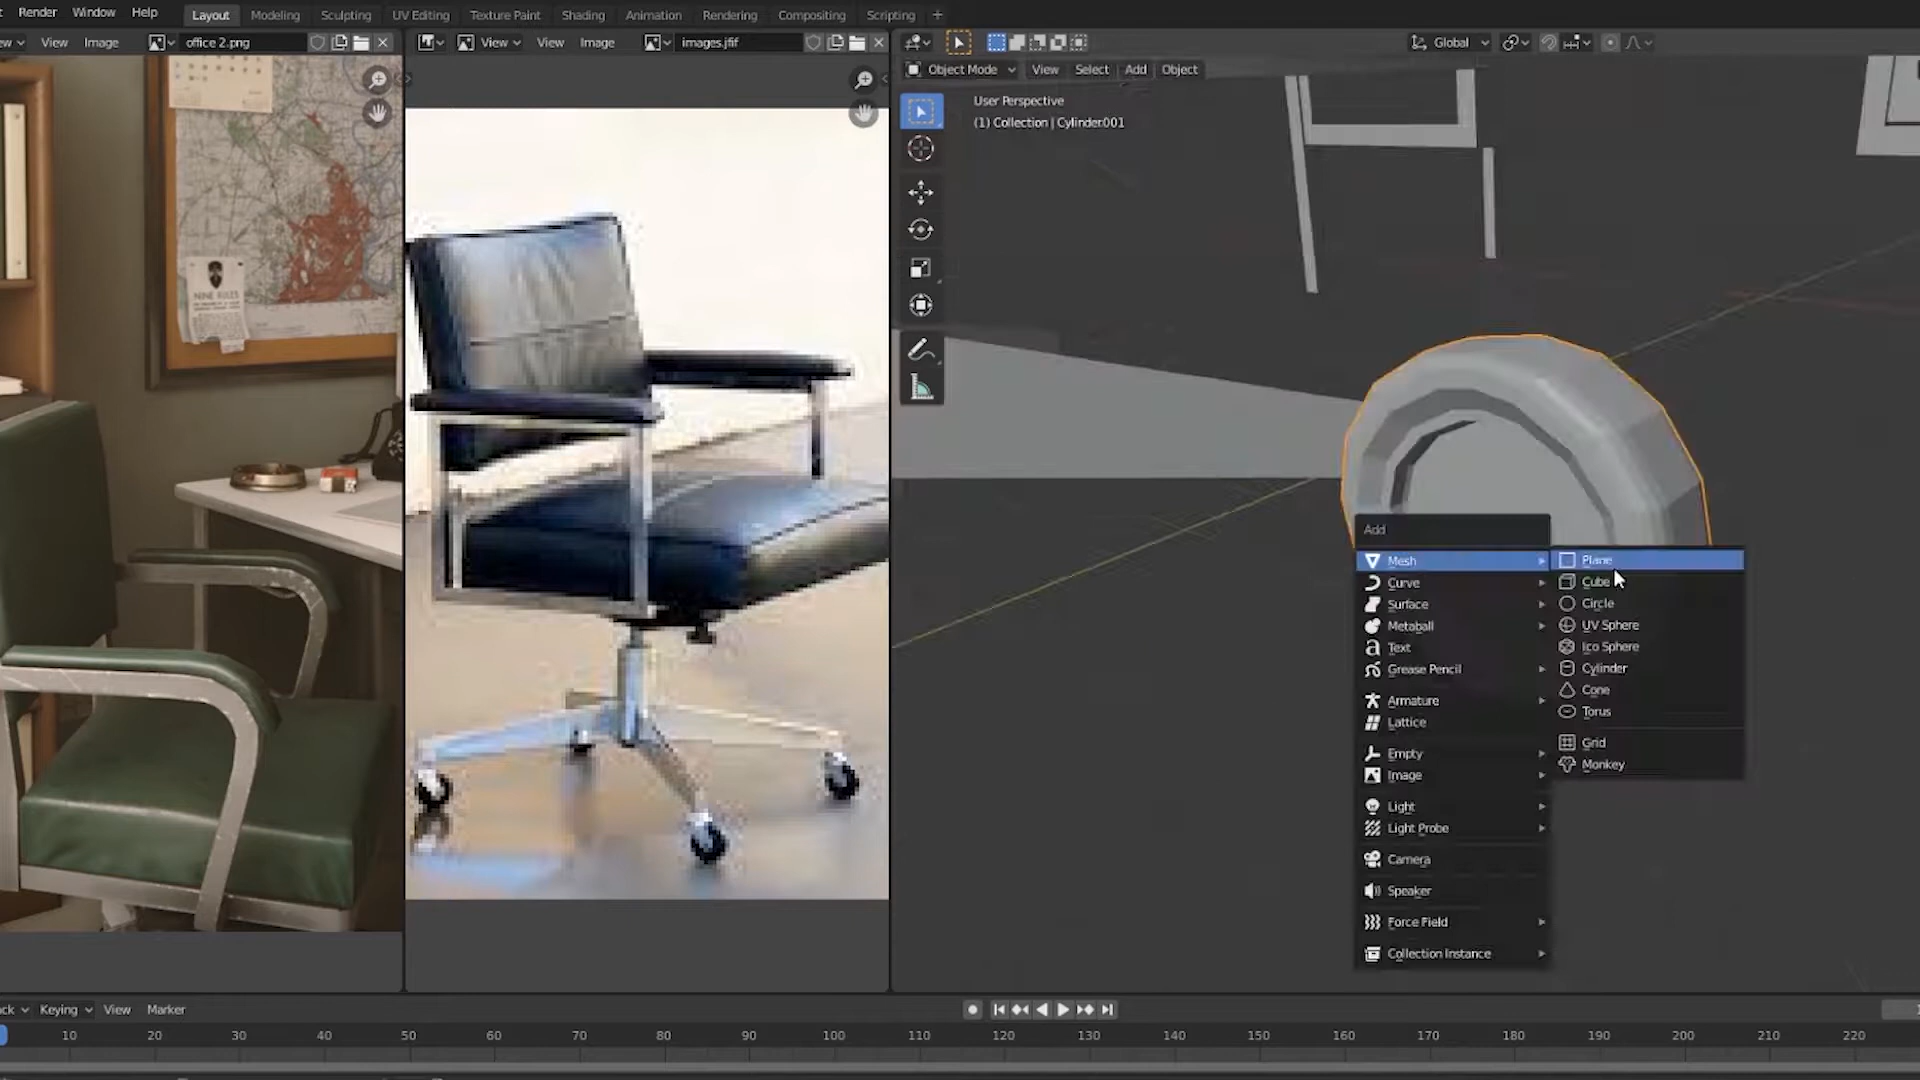 Render Window Help
Layout Modeling Sculpting UV Editing Texture Paint Shading Animation Rendering Compositing Scripting +
View Image office 2.png
View View Image images.jfif
Global
Object Mode View Select Add Object
User Perspective
(1) Collection | Cylinder.001
NINE RULES
Add
Mesh
Curve
Surface
Metaball
Text
Grease Pencil
Armature
Lattice
Empty
Image
Light
Light Probe
Camera
Speaker
Force Field
Collection Instance
Plane
Cube
Circle
UV Sphere
Ico Sphere
Cylinder
Cone
Torus
Grid
Monkey
Keying View Marker
10 20 30 40 50 60 70 80 90 100 110 120 130 140 150 160 170 180 190 200 210 220